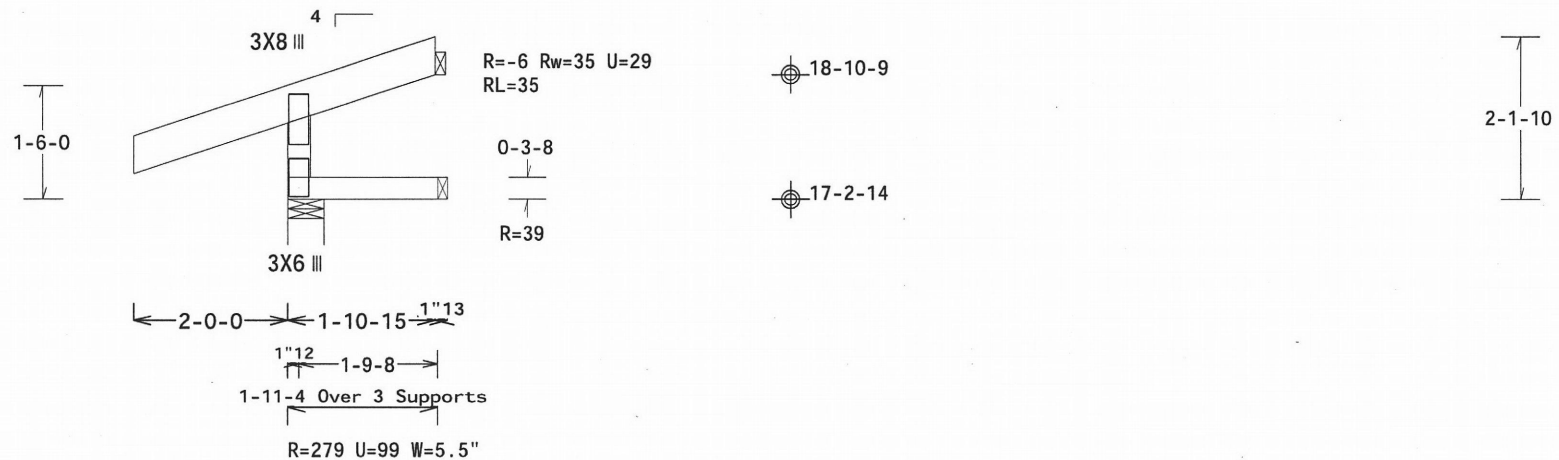 4
3X8
R=-6 Rw=35 U=29
RL=35
18-10-9
1-6-0
2-1-10
0-3-8
17-2-14
R=39
3X6
2-0-0
1-10-15
1"13
1"12
1-9-8
1-11-4 Over 3 Supports
R=279 U=99 W=5.5"